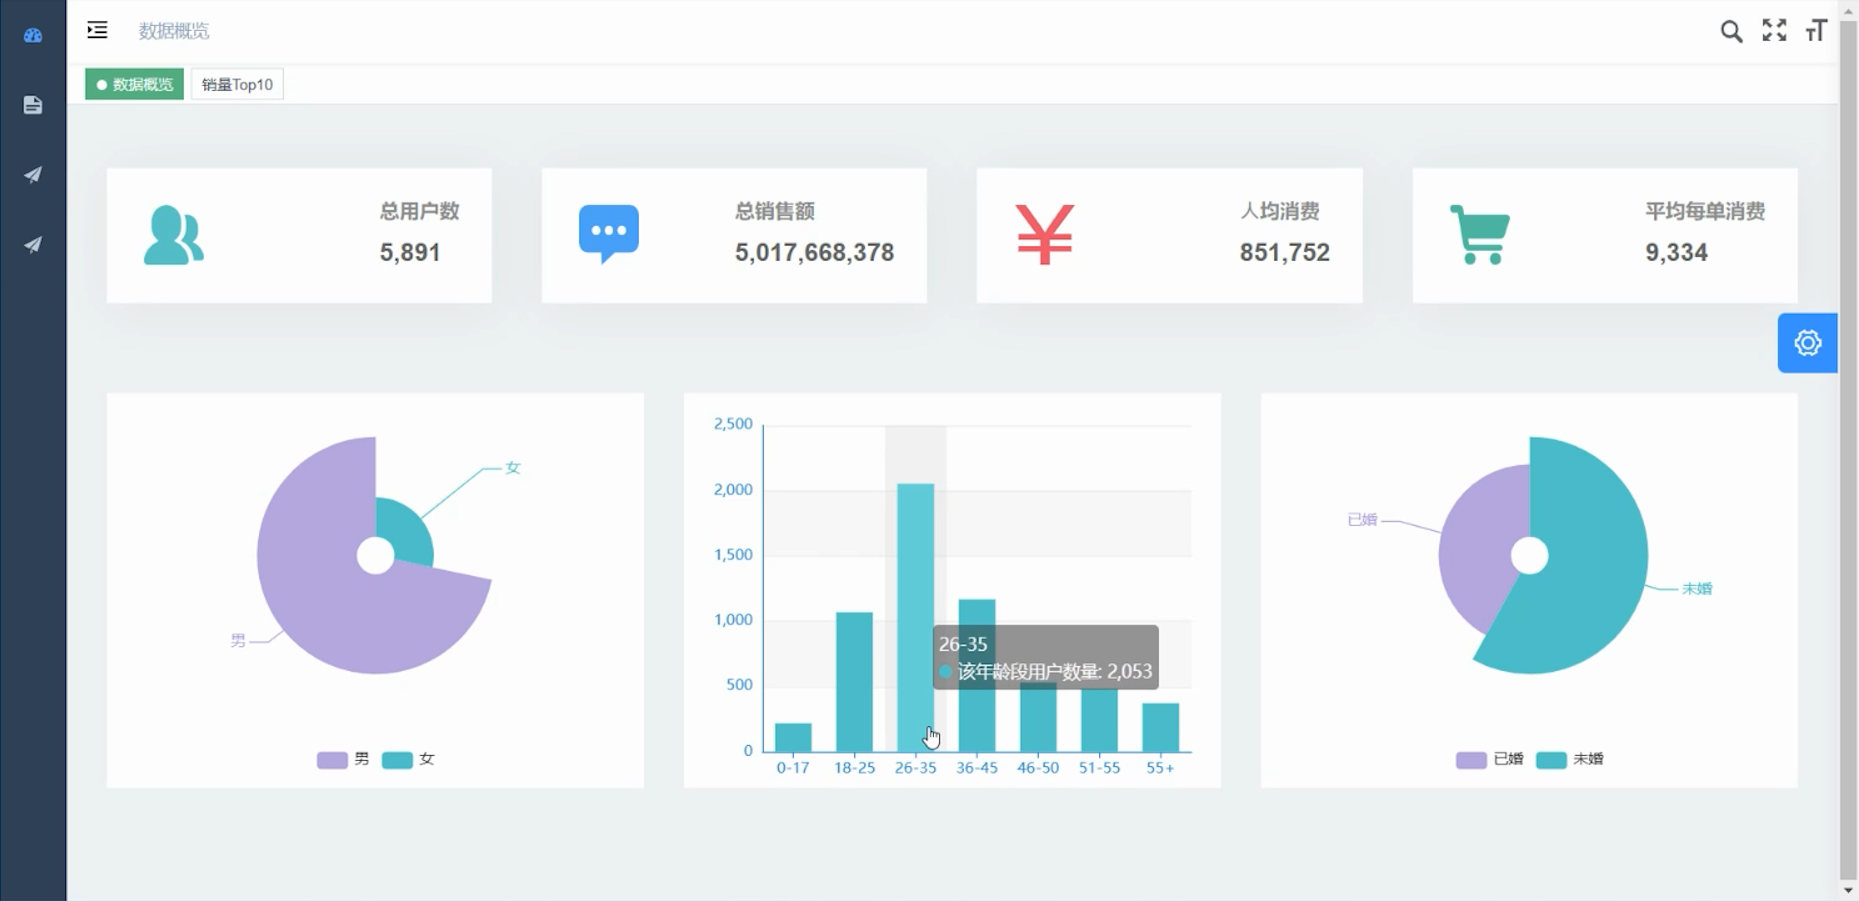 数据概览
数据概览
销量Top10
总用户数
5,891
总销售额
5,017,668,378
人均消费
851,752
平均每单消费
9,334
女
男
男
女
2,500
2,000
1,500
1,000
500
0
26-35
该年龄段用户数量: 2,053
0-17
18-25
26-35
36-45
46-50
51-55
55+
已婚
未婚
已婚
未婚